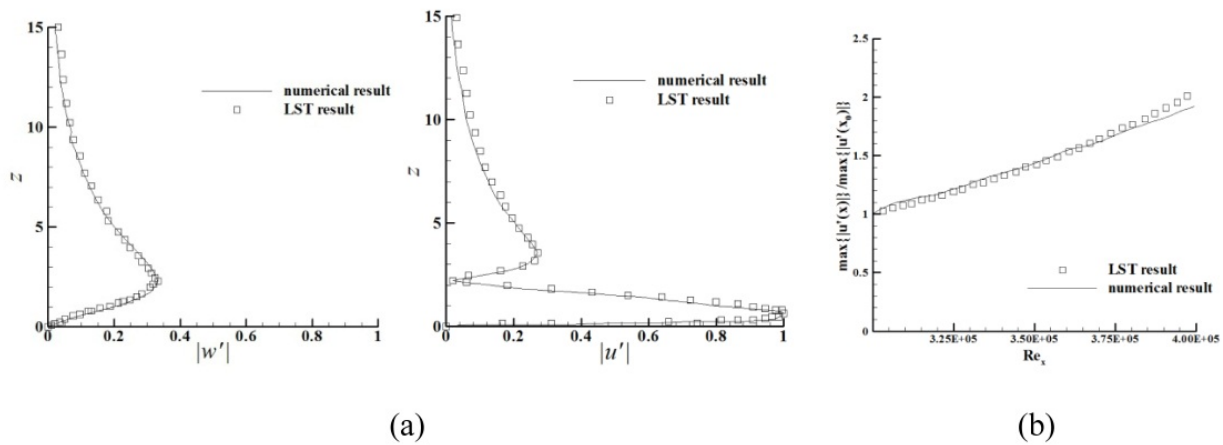 15
10
5
0
z
numerical result
LST result
0 0.2 0.4 0.6 0.8 1
|w'|
15
10
5
0
z
numerical result
LST result
0 0.2 0.4 0.6 0.8 1
|u'|
2.5
2
1.5
1
0.5
0
max{|u'(x)|}/max{|u'(x₀)|}
LST result
numerical result
3.25E+05 3.50E+05 3.75E+05 4.00E+05
Reₓ
(a)
(b)